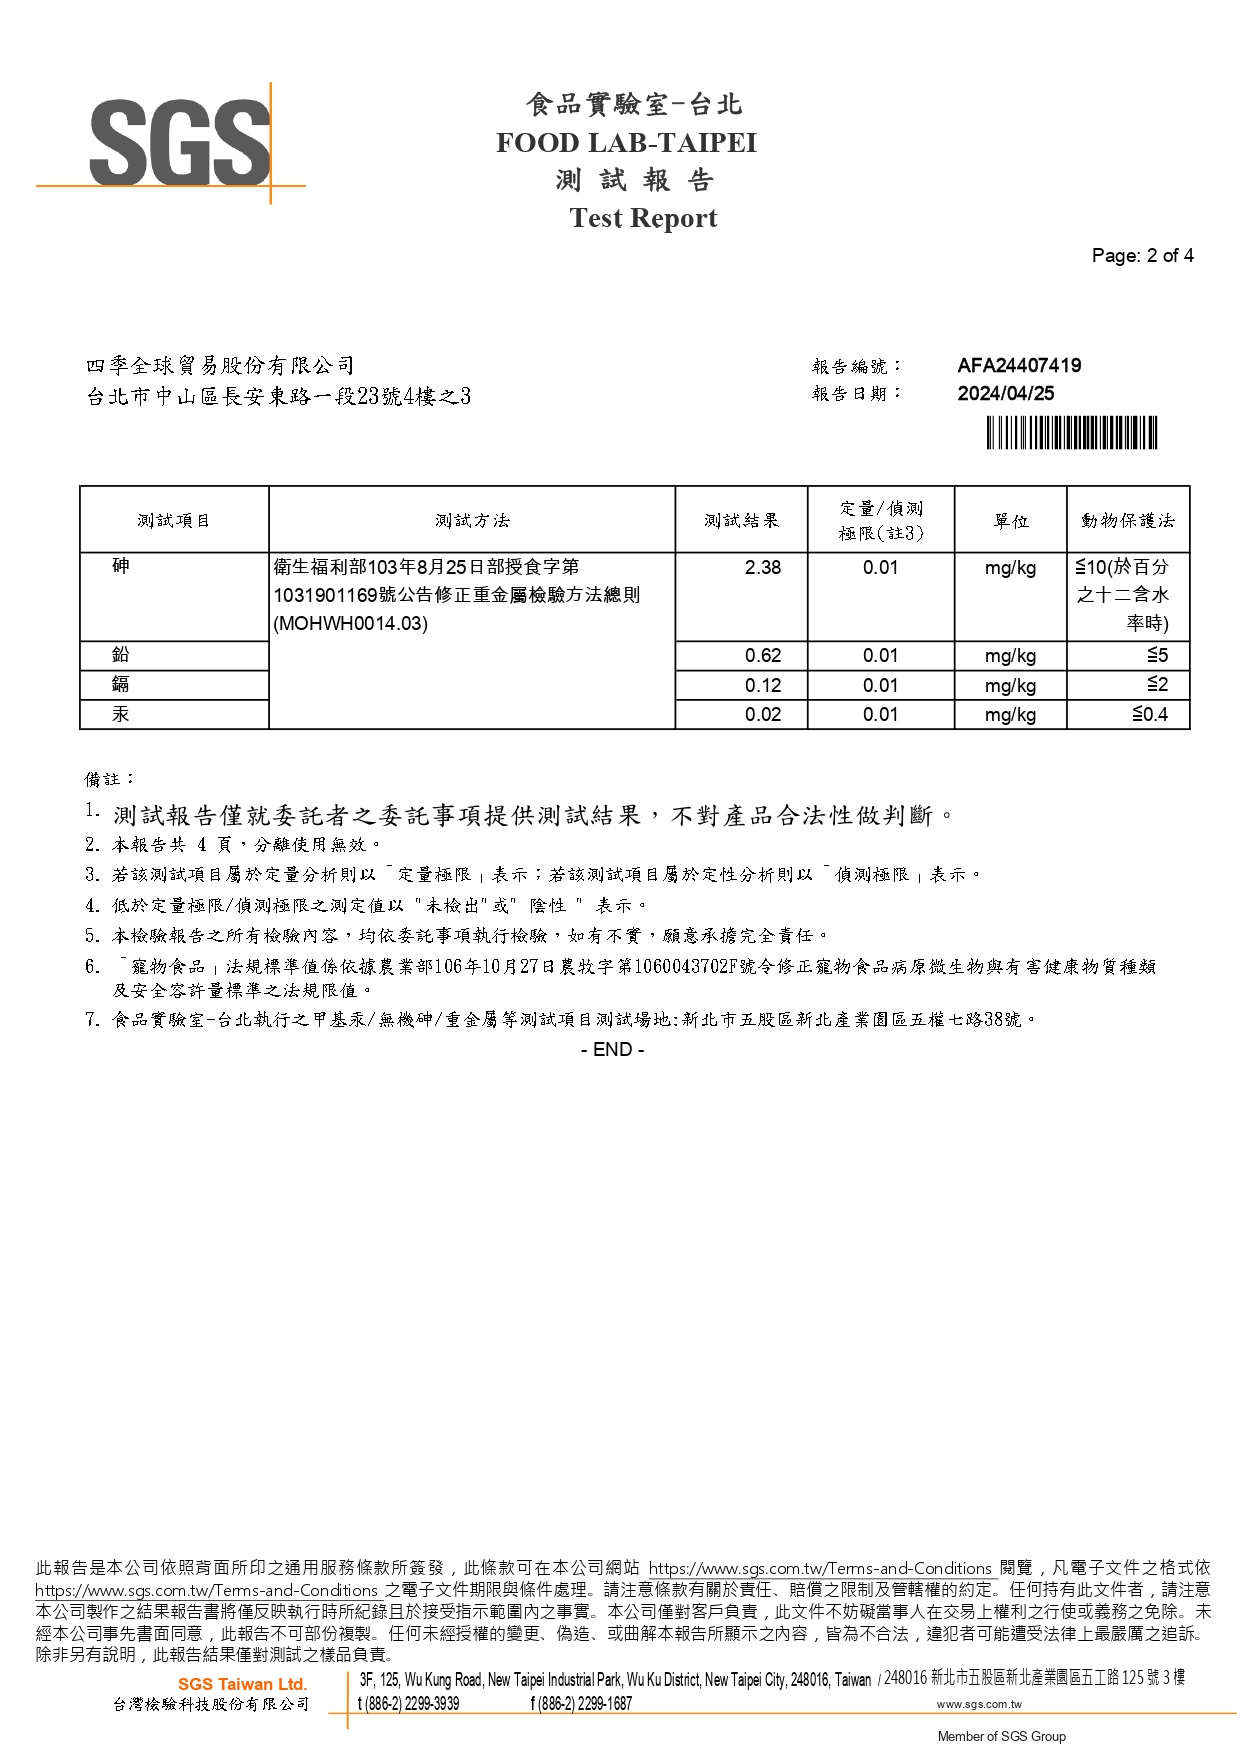 SGS
食品實驗室-台北
FOOD LAB-TAIPEI
測 試 報 告
Test Report
Page: 2 of 4
四季全球貿易股份有限公司
台北市中山區長安東路一段23號4樓之3
報告編號： AFA24407419
報告日期： 2024/04/25
測試項目 測試方法 測試結果 定量/偵測 極限(註3) 單位 動物保護法
砷 衛生福利部103年8月25日部授食字第 2.38 0.01 mg/kg ≦10(於百分
1031901169號公告修正重金屬檢驗方法總則 之十二含水
(MOHWH0014.03) 率時)
鉛 0.62 0.01 mg/kg ≦5
鎘 0.12 0.01 mg/kg ≦2
汞 0.02 0.01 mg/kg ≦0.4
備註：
1. 測試報告僅就委託者之委託事項提供測試結果，不對產品合法性做判斷。
2. 本報告共 4 頁，分離使用無效。
3. 若該測試項目屬於定量分析則以「定量極限」表示；若該測試項目屬於定性分析則以「偵測極限」表示。
4. 低於定量極限/偵測極限之測定值以 "未檢出"或" 陰性 " 表示。
5. 本檢驗報告之所有檢驗內容，均依委託事項執行檢驗，如有不實，願意承擔完全責任。
6. 「寵物食品」法規標準值係依據農業部106年10月27日農牧字第1060043702F號令修正寵物食品病原微生物與有害健康物質種類
及安全容許量標準之法規限值。
7. 食品實驗室-台北執行之甲基汞/無機砷/重金屬等測試項目測試場地:新北市五股區新北產業園區五權七路38號。
- END -
此報告是本公司依照背面所印之通用服務條款所簽發，此條款可在本公司網站 https://www.sgs.com.tw/Terms-and-Conditions 閱覽，凡電子文件之格式依
https://www.sgs.com.tw/Terms-and-Conditions 之電子文件期限與條件處理。請注意條款有關於責任、賠償之限制及管轄權的約定。任何持有此文件者，請注意
本公司製作之結果報告書將僅反映執行時所紀錄且於接受指示範圍內之事實。本公司僅對客戶負責，此文件不妨礙當事人在交易上權利之行使或義務之免除。未
經本公司事先書面同意，此報告不可部份複製。任何未經授權的變更、偽造、或曲解本報告所顯示之內容，皆為不合法，違犯者可能遭受法律上最嚴厲之追訴。
除非另有說明，此報告結果僅對測試之樣品負責。
SGS Taiwan Ltd. 3F, 125, Wu Kung Road, New Taipei Industrial Park, Wu Ku District, New Taipei City, 248016, Taiwan / 248016 新北市五股區新北產業園區五工路 125 號 3 樓
台灣檢驗科技股份有限公司 t (886-2) 2299-3939 f (886-2) 2299-1687 www.sgs.com.tw
Member of SGS Group